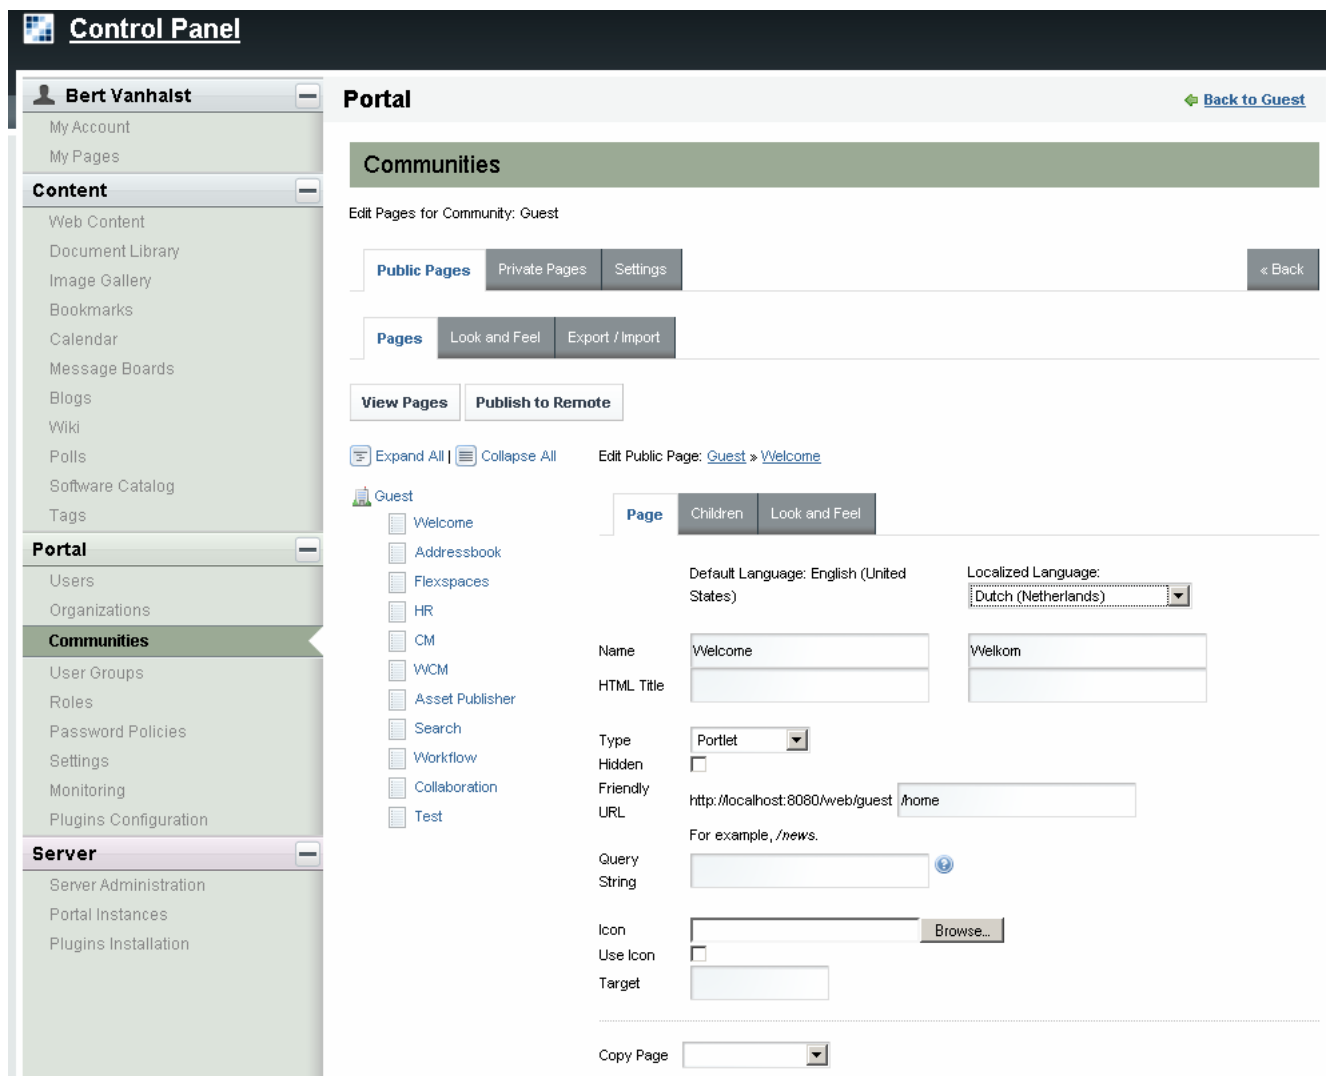 Control Panel
Bert Vanhalst
My Account
My Pages
Content
Web Content
Document Library
Image Gallery
Bookmarks
Calendar
Message Boards
Blogs
Wiki
Polls
Software Catalog
Tags
Portal
Users
Organizations
Communities
User Groups
Roles
Password Policies
Settings
Monitoring
Plugins Configuration
Server
Server Administration
Portal Instances
Plugins Installation
Portal
Back to Guest
Communities
Edit Pages for Community: Guest
Public Pages Private Pages Settings « Back
Pages Look and Feel Export / Import
View Pages Publish to Remote
Expand All | Collapse All
Guest
Welcome
Addressbook
Flexspaces
HR
CM
WCM
Asset Publisher
Search
Workflow
Collaboration
Test
Edit Public Page: Guest » Welcome
Page Children Look and Feel
Default Language: English (United
States)
Localized Language:
Dutch (Netherlands)
Name Welcome Welkom
HTML Title
Type Portlet
Hidden
Friendly
URL
http://localhost:8080/web/guest /home
For example, /news.
Query
String
Icon Browse...
Use Icon
Target
Copy Page